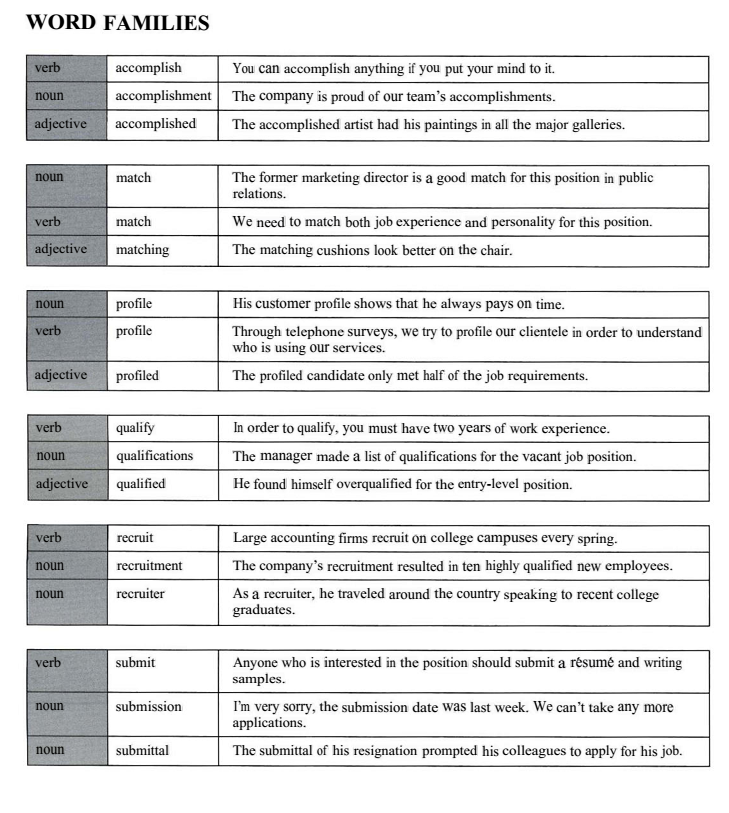 WORD FAMILIES
verb accomplish You can accomplish anything if you put your mind to it.
noun accomplishment The company is proud of our team's accomplishments.
adjective accomplished The accomplished artist had his paintings in all the major galleries.
noun match The former marketing director is a good match for this position in public
relations.
verb match We need to match both job experience and personality for this position.
adjective matching The matching cushions look better on the chair.
noun profile His customer profile shows that he always pays on time.
verb profile Through telephone surveys, we try to profile our clientele in order to understand
who is using our services.
adjective profiled The profiled candidate only met half of the job requirements.
verb qualify In order to qualify, you must have two years of work experience.
noun qualifications The manager made a list of qualifications for the vacant job position.
adjective qualified He found himself overqualified for the entry-level position.
verb recruit Large accounting firms recruit on college campuses every spring.
noun recruitment The company's recruitment resulted in ten highly qualified new employees.
noun recruiter As a recruiter, he traveled around the country speaking to recent college
graduates.
verb submit Anyone who is interested in the position should submit a résumé and writing
samples.
noun submission I'm very sorry, the submission date was last week. We can't take any more
applications.
noun submittal The submittal of his resignation prompted his colleagues to apply for his job.